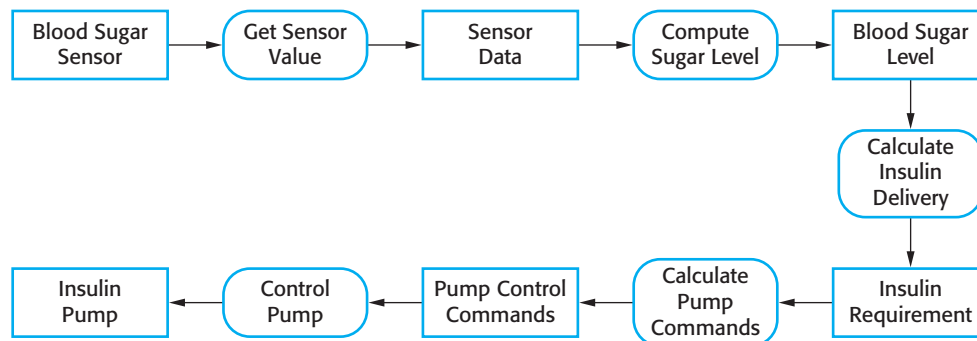 Blood Sugar
Sensor
Get Sensor
Value
Sensor
Data
Compute
Sugar Level
Blood Sugar
Level
Calculate
Insulin
Delivery
Insulin
Pump
Control
Pump
Pump Control
Commands
Calculate
Pump
Commands
Insulin
Requirement